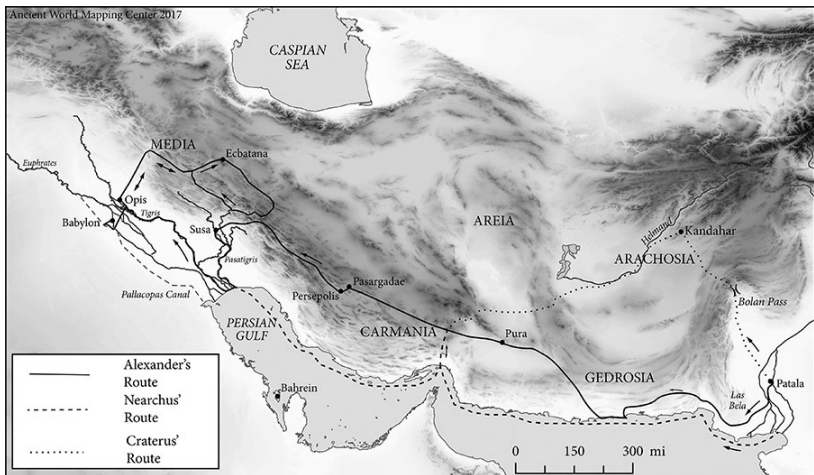 Ancient World Mapping Center 2017
CASPIAN
SEA
MEDIA
Ecbatana
Euphrates
Opis
Tigris
Babylon
Susa
Pasatigris
AREIA
Helmand
Kandahar
ARACHOSIA
Pallacopas Canal
Pasargadae
Persepolis
Bolan Pass
PERSIAN
GULF
CARMANIA
Pura
GEDROSIA
Patala
Las
Bela
Bahrein
Alexander's
Route
Nearchus'
Route
Craterus'
Route
0 100 200 300 mi